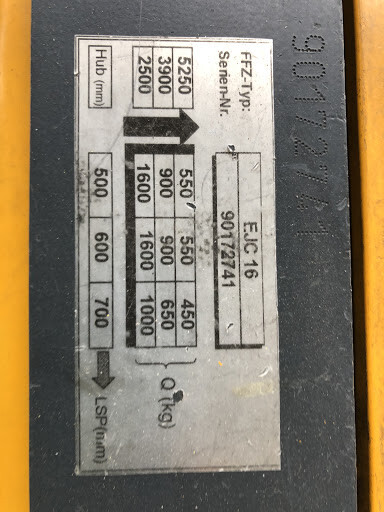 90172741
FFZ-Typ: EJC 16
Serien-Nr. 90172741
5250 550 550 450
3900 900 900 650 Q (kg)
2500 1600 1600 1000
Hub (mm) 500 600 700 LSP(mm)